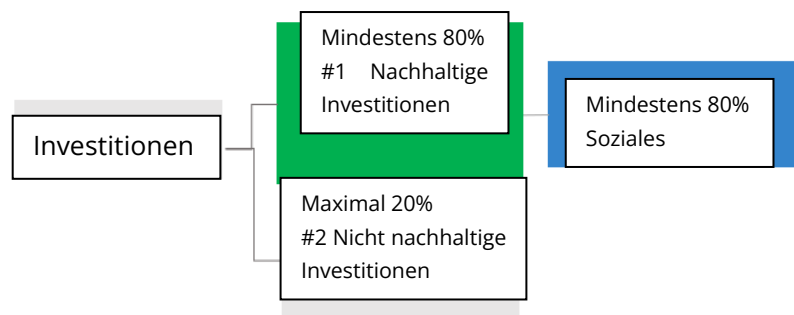 Mindestens 80%
#1 Nachhaltige
Investitionen
Mindestens 80%
Soziales
Investitionen
Maximal 20%
#2 Nicht nachhaltige
Investitionen